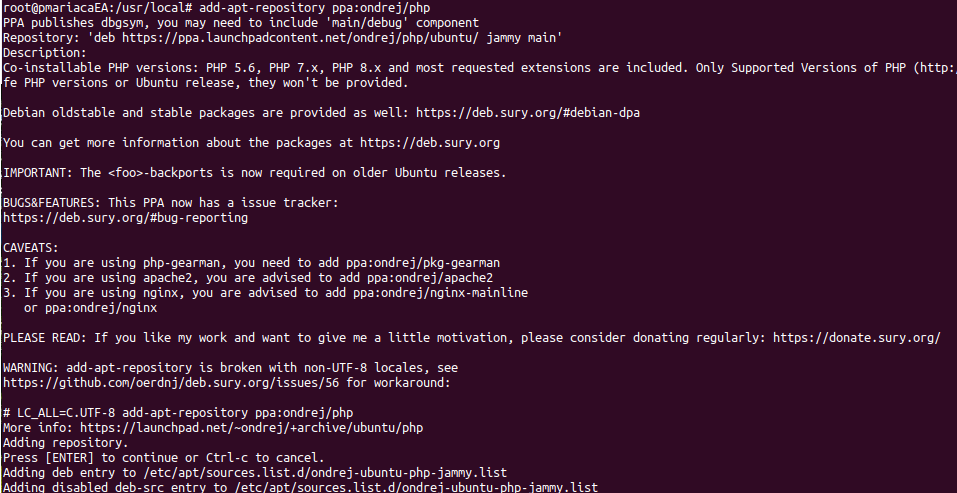 root@pmariacaEA:/usr/local# add-apt-repository ppa:ondrej/php
PPA publishes dbgsym, you may need to include 'main/debug' component
Repository: 'deb https://ppa.launchpadcontent.net/ondrej/php/ubuntu/ jammy main'
Description:
Co-installable PHP versions: PHP 5.6, PHP 7.x, PHP 8.x and most requested extensions are included. Only Supported Versions of PHP (http:/
fe PHP versions or Ubuntu release, they won't be provided.
Debian oldstable and stable packages are provided as well: https://deb.sury.org/#debian-dpa
You can get more information about the packages at https://deb.sury.org
IMPORTANT: The <foo>-backports is now required on older Ubuntu releases.
BUGS&FEATURES: This PPA now has a issue tracker:
https://deb.sury.org/#bug-reporting
CAVEATS:
1. If you are using php-gearman, you need to add ppa:ondrej/pkg-gearman
2. If you are using apache2, you are advised to add ppa:ondrej/apache2
3. If you are using nginx, you are advised to add ppa:ondrej/nginx-mainline
or ppa:ondrej/nginx
PLEASE READ: If you like my work and want to give me a little motivation, please consider donating regularly: https://donate.sury.org/
WARNING: add-apt-repository is broken with non-UTF-8 locales, see
https://github.com/oerdnj/deb.sury.org/issues/56 for workaround:
# LC_ALL=C.UTF-8 add-apt-repository ppa:ondrej/php
More info: https://launchpad.net/~ondrej/+archive/ubuntu/php
Adding repository.
Press [ENTER] to continue or Ctrl-c to cancel.
Adding deb entry to /etc/apt/sources.list.d/ondrej-ubuntu-php-jammy.list
Adding disabled deb-src entry to /etc/apt/sources.list.d/ondrej-ubuntu-php-jammy.list